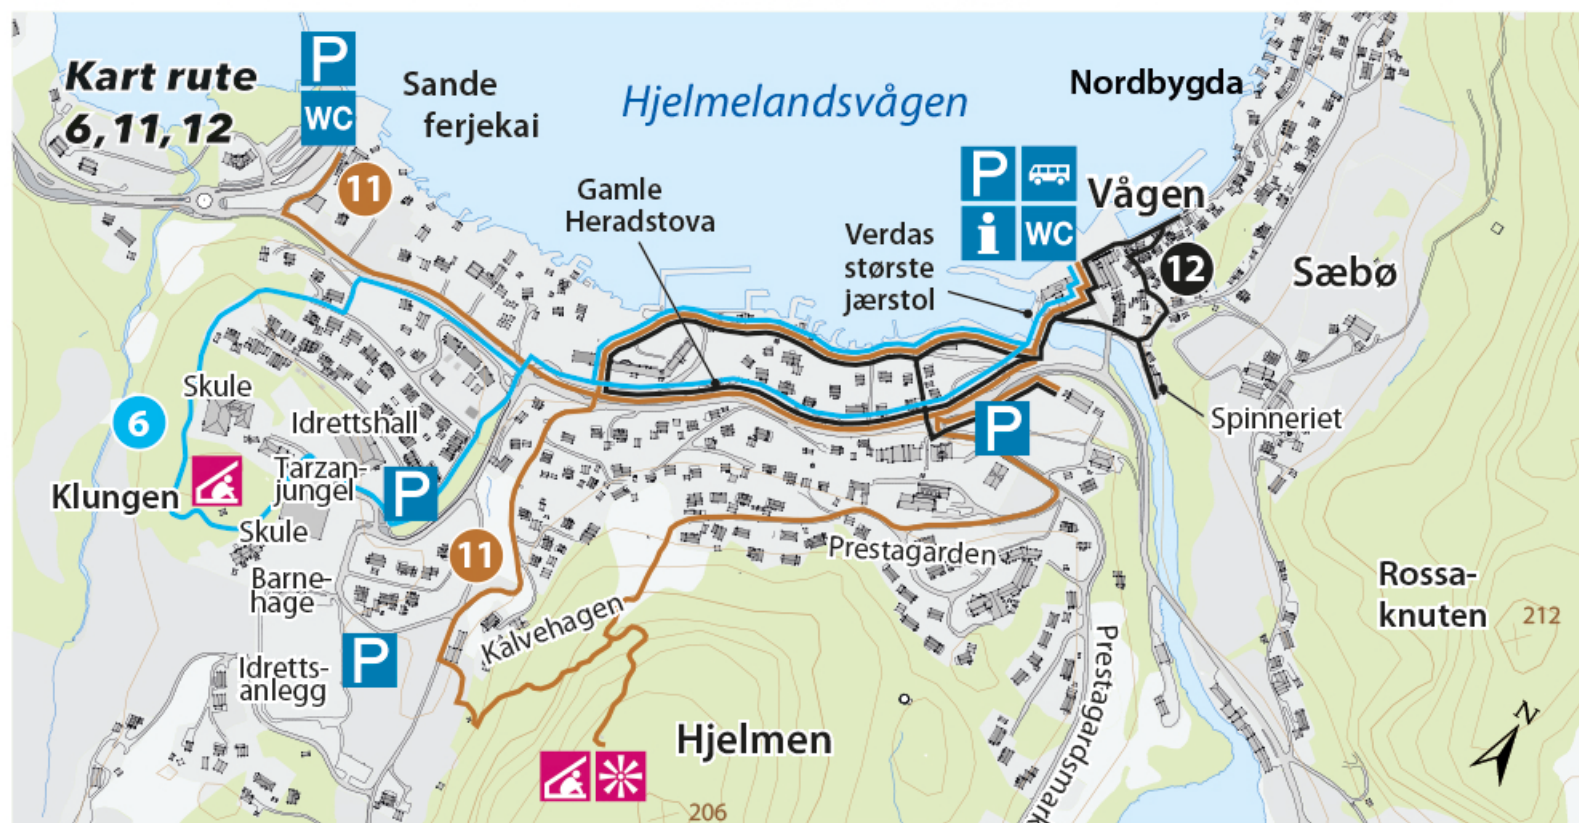 Kart rute
6, 11, 12
P
WC
Sande
ferjekai
Hjelmelandsvågen
Nordbygda
11
Gamle
Heradstova
P
i
WC
Vågen
Verdas
største
jærstol
12
Sæbø
Skule
6
Idrettshall
Tarzan-
jungel
P
Klungen
Skule
P
Spinneriet
11
Prestagarden
Barne-
hage
Kålvehagen
Rossa-
knuten
212
P
Idretts-
anlegg
Prestagardsmark
Hjelmen
206
N